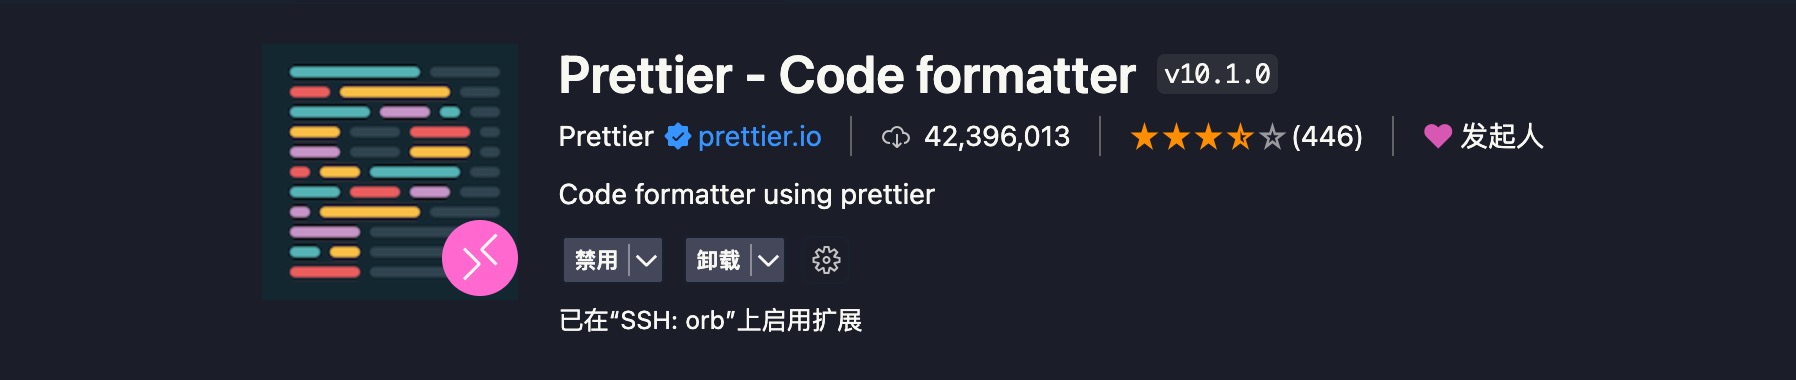 Prettier - Code formatter v10.1.0
Prettier prettier.io 42,396,013 (446) 发起人
Code formatter using prettier
禁用 卸载
已在“SSH: orb”上启用扩展